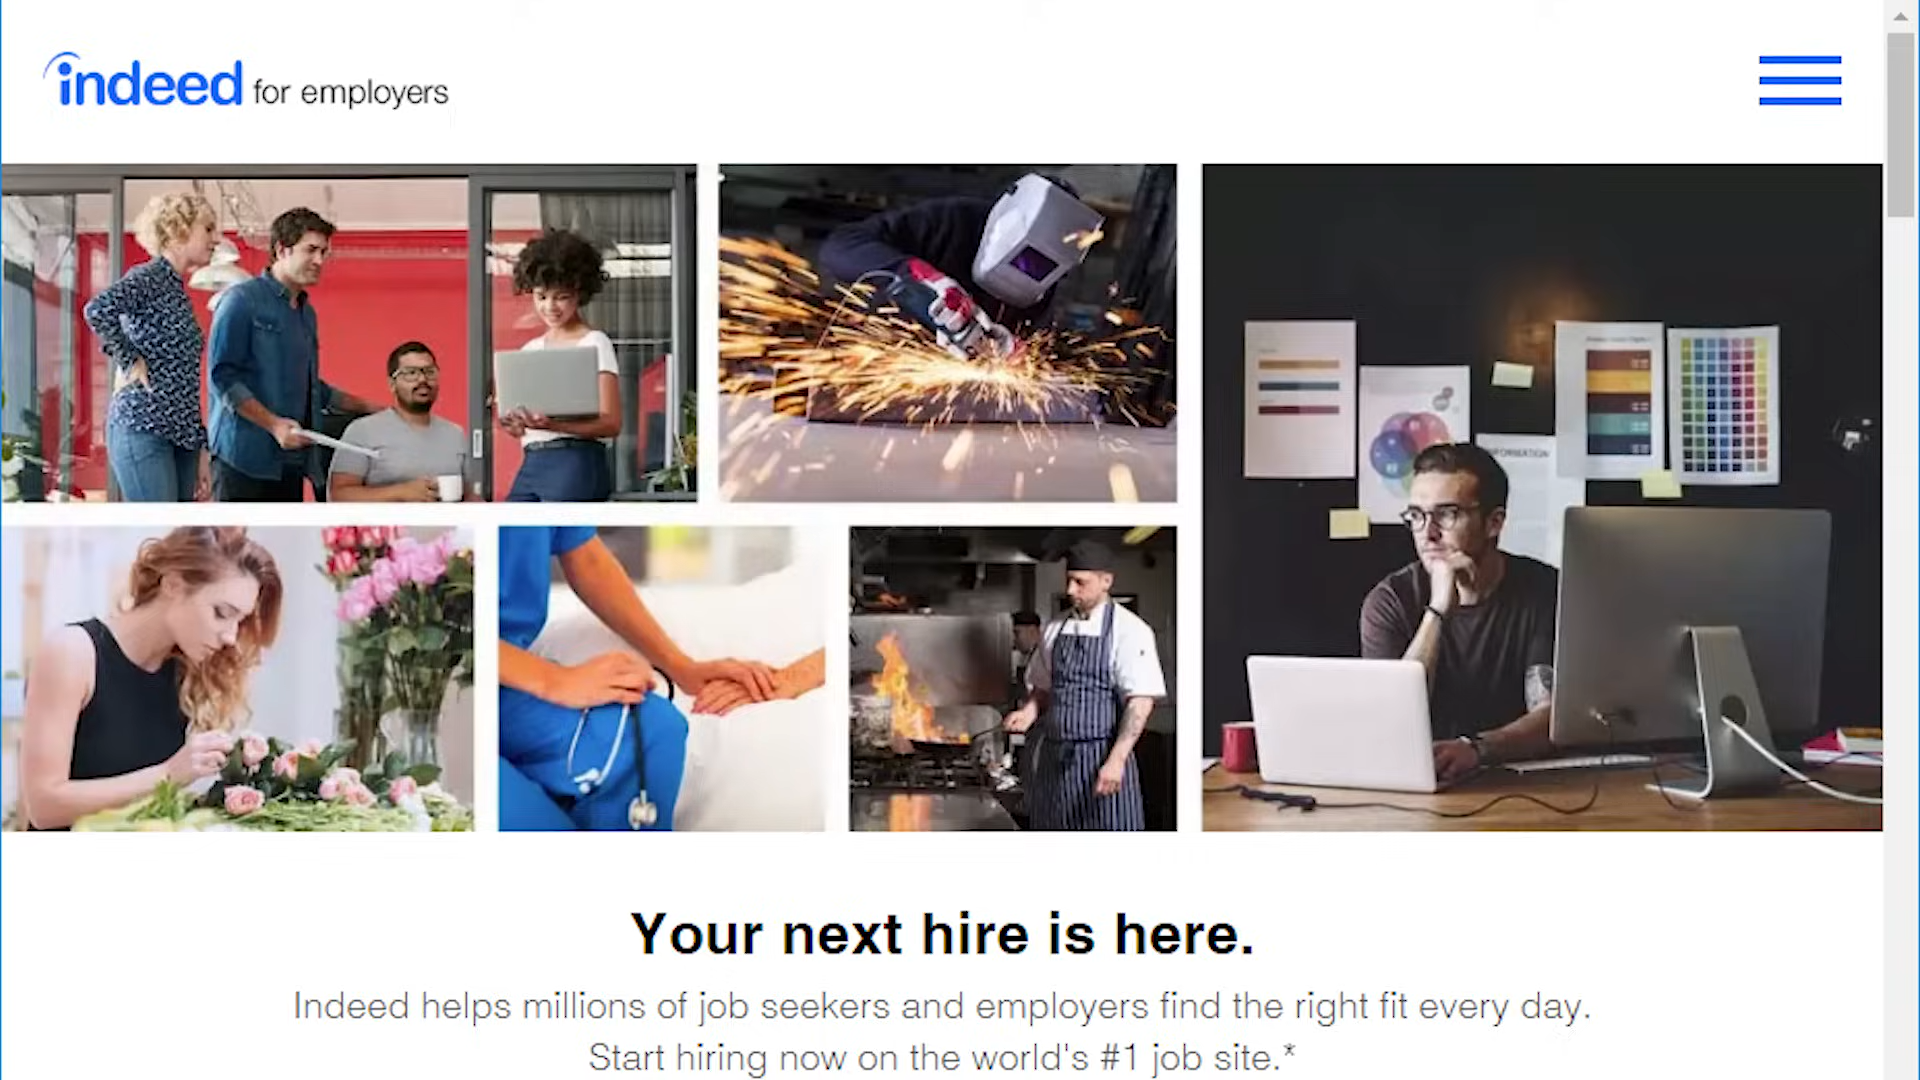 indeed for employers
INFORMATION
Your next hire is here.
Indeed helps millions of job seekers and employers find the right fit every day.
Start hiring now on the world's #1 job site.*